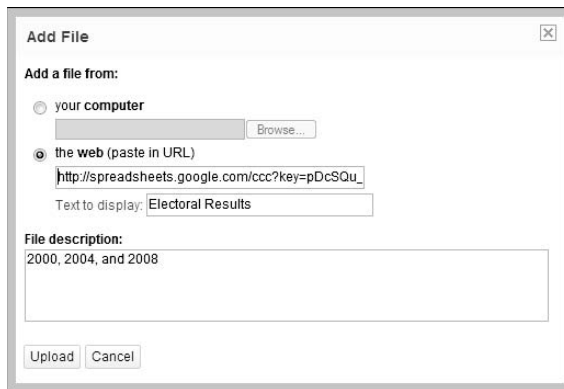 Add File
Add a file from:
your computer
Browse...
the web (paste in URL)
http://spreadsheets.google.com/ccc?key=pDcSQu_
Text to display: Electoral Results
File description:
2000, 2004, and 2008
Upload Cancel